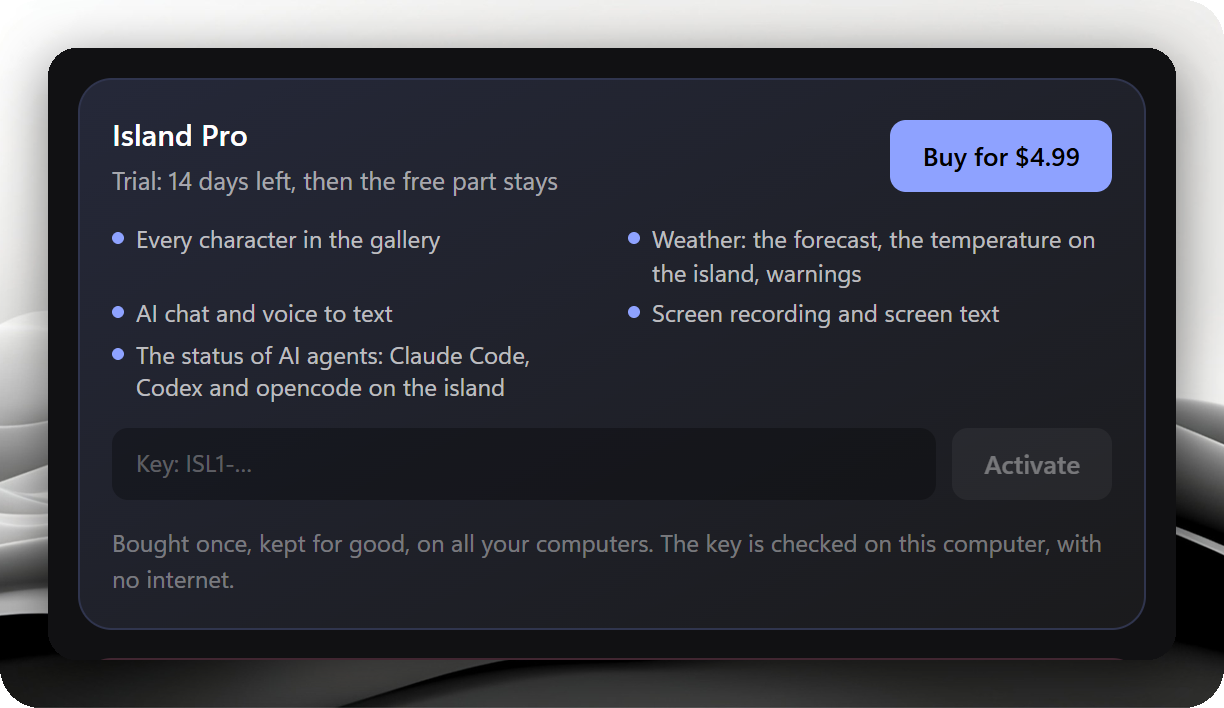 Island Pro
Buy for $4.99
Trial: 14 days left, then the free part stays
Every character in the gallery
Weather: the forecast, the temperature on
the island, warnings
AI chat and voice to text
Screen recording and screen text
The status of AI agents: Claude Code,
Codex and opencode on the island
Key: ISL1-...
Activate
Bought once, kept for good, on all your computers. The key is checked on this computer, with
no internet.